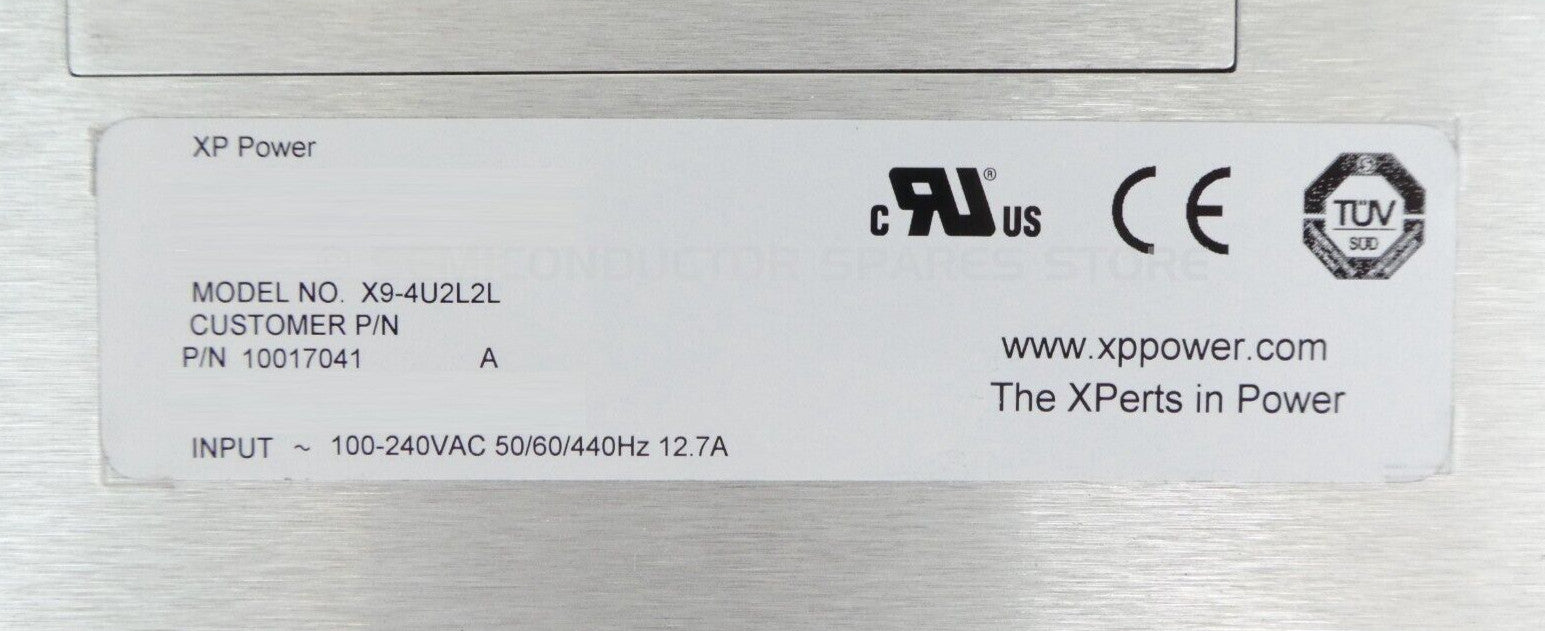 XP Power
c RU ® US
CE
TÜV
SÜD
SEMICONDUCTOR SPARES STORE
MODEL NO. X9-4U2L2L
CUSTOMER P/N
P/N 10017041 A
www.xppower.com
The XPerts in Power
INPUT ~ 100-240VAC 50/60/440Hz 12.7A